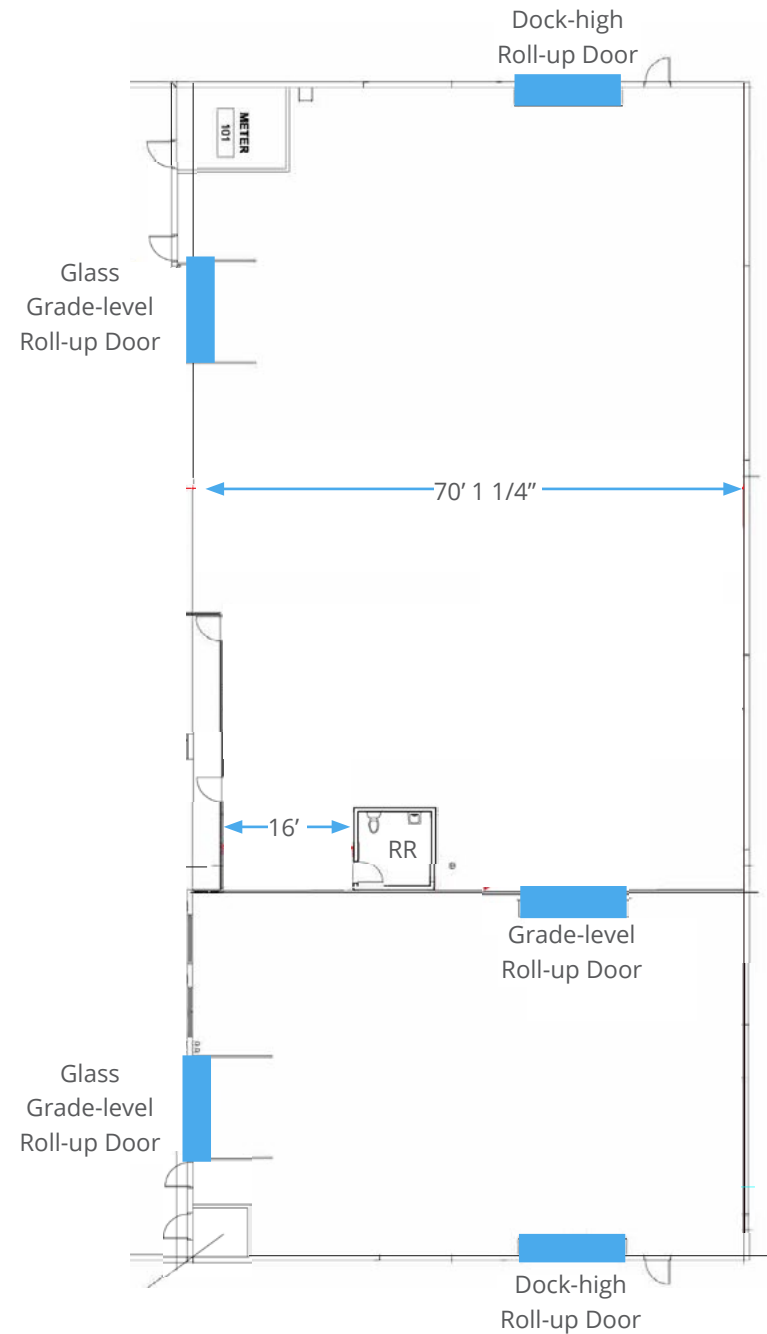 Dock-high
Roll-up Door
METER
101
Glass
Grade-level
Roll-up Door
70’ 1 1/4”
16’
RR
Grade-level
Roll-up Door
Glass
Grade-level
Roll-up Door
Dock-high
Roll-up Door